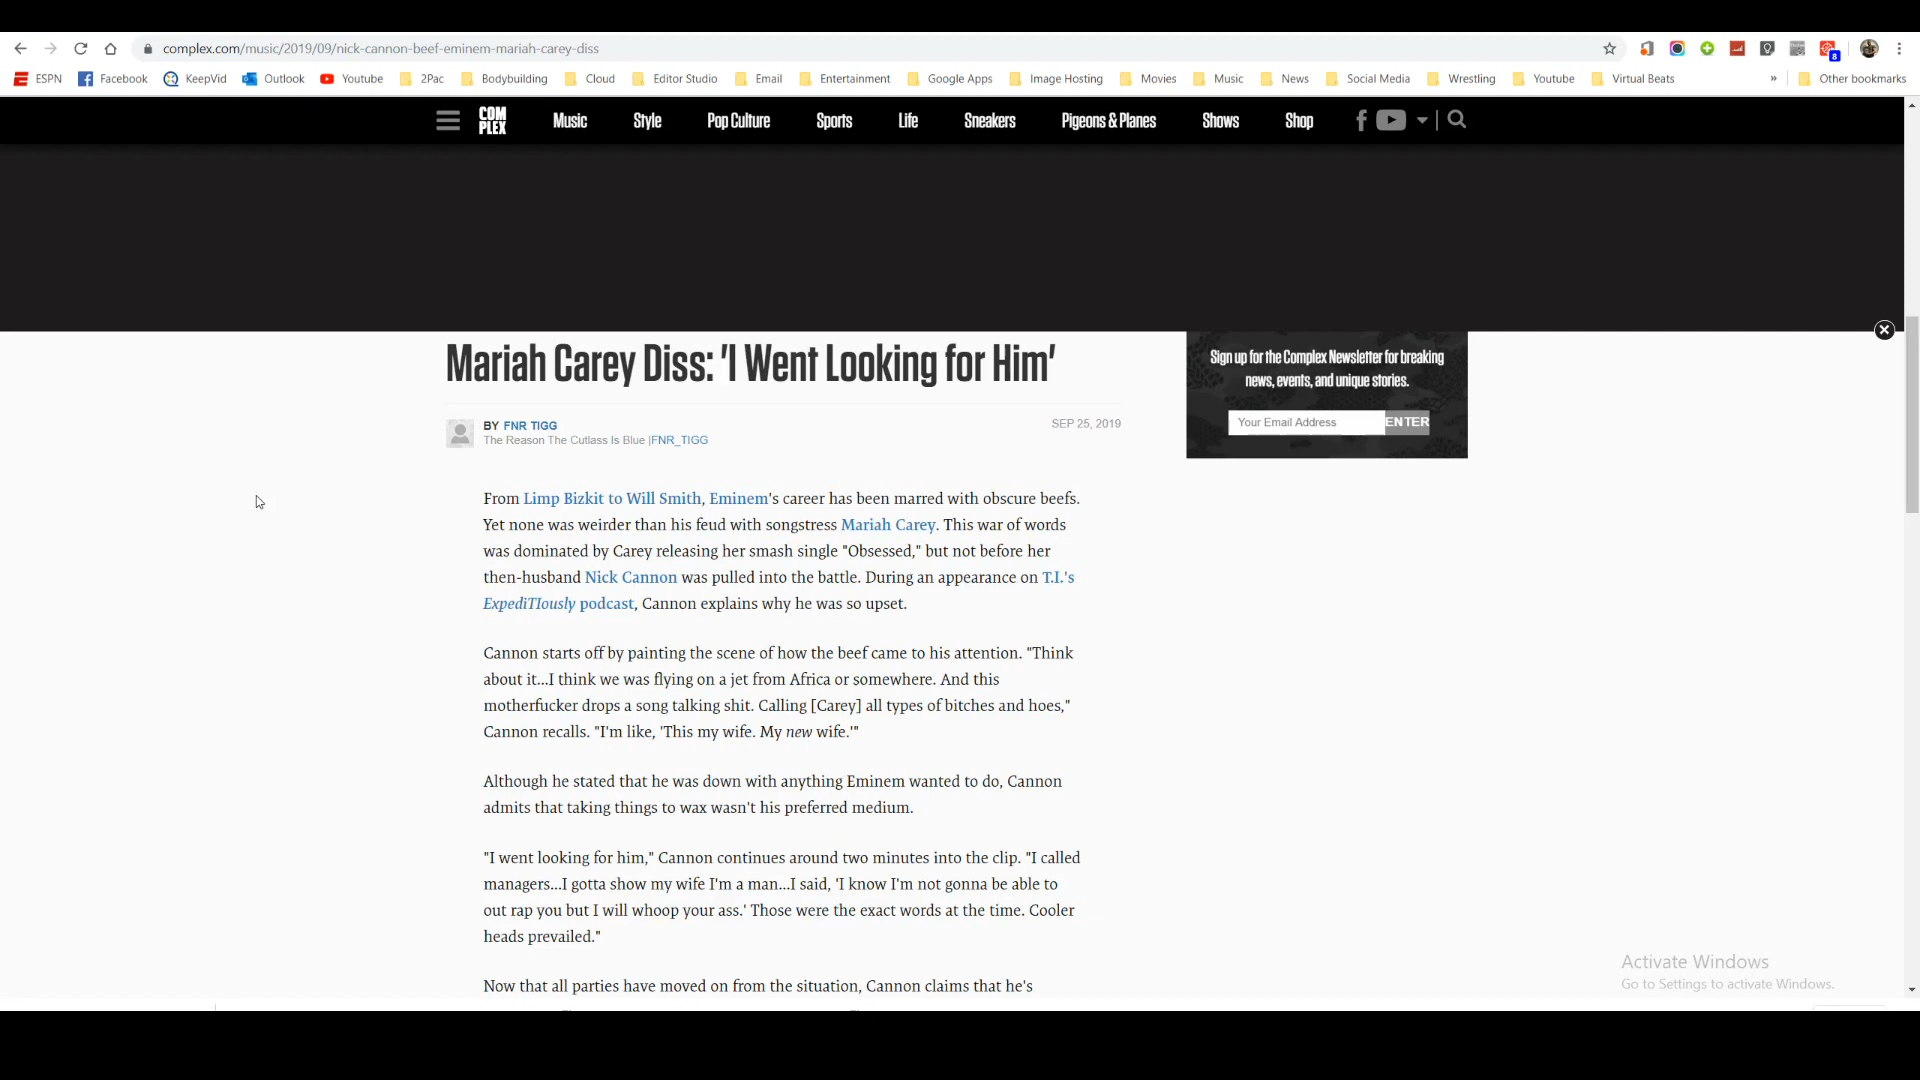 complex.com/music/2019/09/nick-cannon-beef-eminem-mariah-carey-diss
8
ESPN Facebook KeepVid Outlook Youtube 2Pac Bodybuilding Cloud Editor Studio Email Entertainment Google Apps Image Hosting Movies Music News Social Media Wrestling Youtube Virtual Beats » Other bookmarks
COMPLEX Music Style Pop Culture Sports Life Sneakers Pigeons & Planes Shows Shop
Mariah Carey Diss: 'I Went Looking for Him'
BY FNR TIGG
SEP 25, 2019
The Reason The Cutlass Is Blue |FNR_TIGG
Sign up for the Complex Newsletter for breaking
news, events, and unique stories.
Your Email Address ENTER
From Limp Bizkit to Will Smith, Eminem's career has been marred with obscure beefs.
Yet none was weirder than his feud with songstress Mariah Carey. This war of words
was dominated by Carey releasing her smash single "Obsessed," but not before her
then-husband Nick Cannon was pulled into the battle. During an appearance on T.I.'s
ExpediTIously podcast, Cannon explains why he was so upset.
Cannon starts off by painting the scene of how the beef came to his attention. "Think
about it...I think we was flying on a jet from Africa or somewhere. And this
motherfucker drops a song talking shit. Calling [Carey] all types of bitches and hoes,"
Cannon recalls. "I'm like, 'This my wife. My new wife.'"
Although he stated that he was down with anything Eminem wanted to do, Cannon
admits that taking things to wax wasn't his preferred medium.
"I went looking for him," Cannon continues around two minutes into the clip. "I called
managers...I gotta show my wife I'm a man...I said, 'I know I'm not gonna be able to
out rap you but I will whoop your ass.' Those were the exact words at the time. Cooler
heads prevailed."
Now that all parties have moved on from the situation, Cannon claims that he's
Activate Windows
Go to Settings to activate Windows.